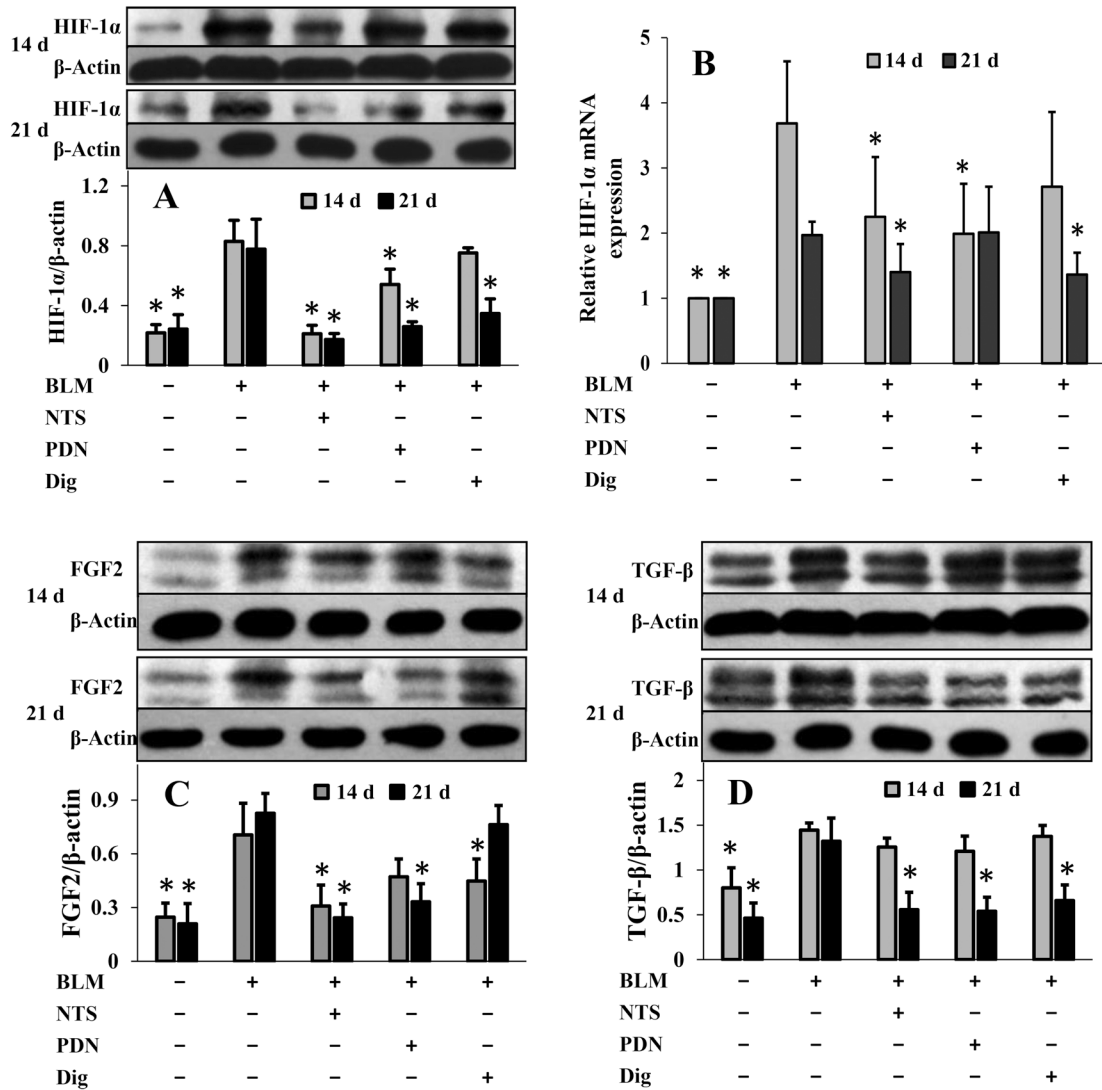 HIF-1α
14 d
β-Actin
HIF-1α
21 d
β-Actin
A
14 d 21 d
HIF-1α/β-actin
1.2
0.8
0.4
0
* * * * * * *
BLM – + + + +
NTS – – + – –
PDN – – – + –
Dig – – – – +
B
14 d 21 d
Relative HIF-1α mRNA
expression
5
4
3
2
1
0
* * * * * *
BLM – + + + +
NTS – – + – –
PDN – – – + –
Dig – – – – +
FGF2
14 d
β-Actin
FGF2
21 d
β-Actin
C
14 d 21 d
FGF2/β-actin
0.9
0.6
0.3
0
* * * * * *
BLM – + + + +
NTS – – + – –
PDN – – – + –
Dig – – – – +
TGF-β
14 d
β-Actin
TGF-β
21 d
β-Actin
D
14 d 21 d
TGF-β/β-actin
2
1.5
1
0.5
0
* * * * *
BLM – + + + +
NTS – – + – –
PDN – – – + –
Dig – – – – +